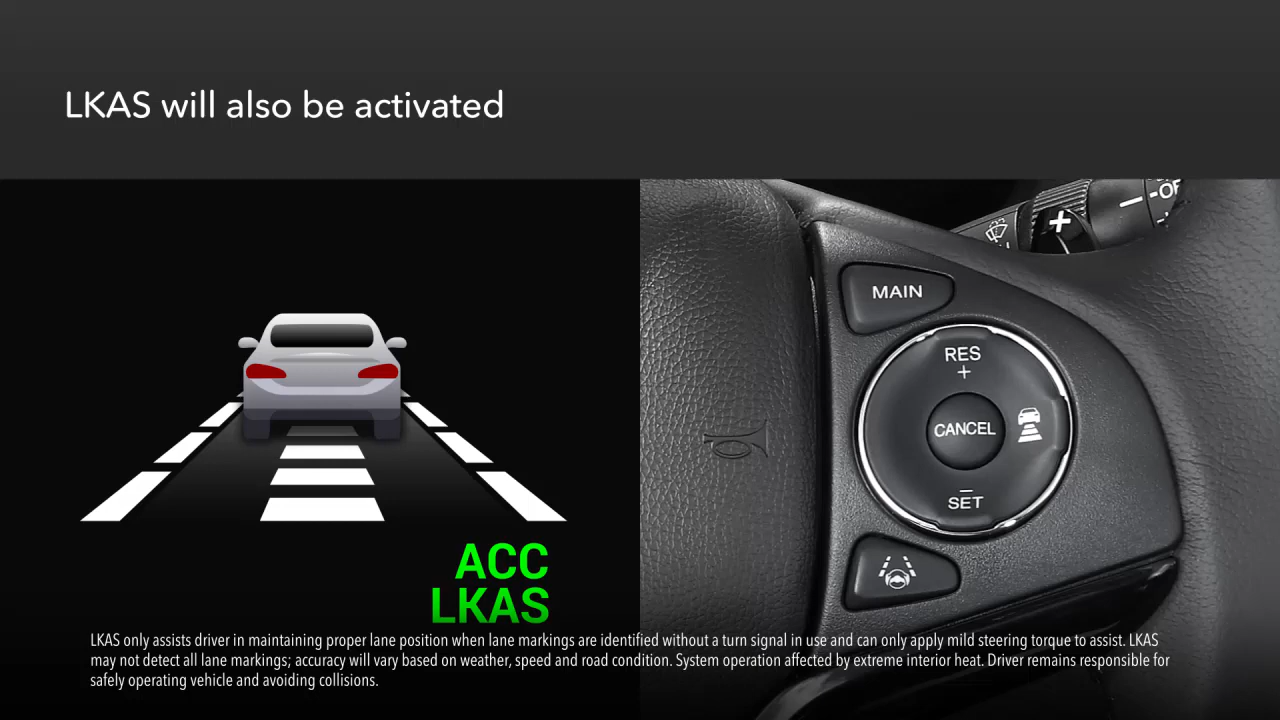 LKAS will also be activated
-OF
MAIN
RES
+
CANCEL
–
SET
ACC
LKAS
LKAS only assists driver in maintaining proper lane position when lane markings are identified without a turn signal in use and can only apply mild steering torque to assist. LKAS
may not detect all lane markings; accuracy will vary based on weather, speed and road condition. System operation affected by extreme interior heat. Driver remains responsible for
safely operating vehicle and avoiding collisions.